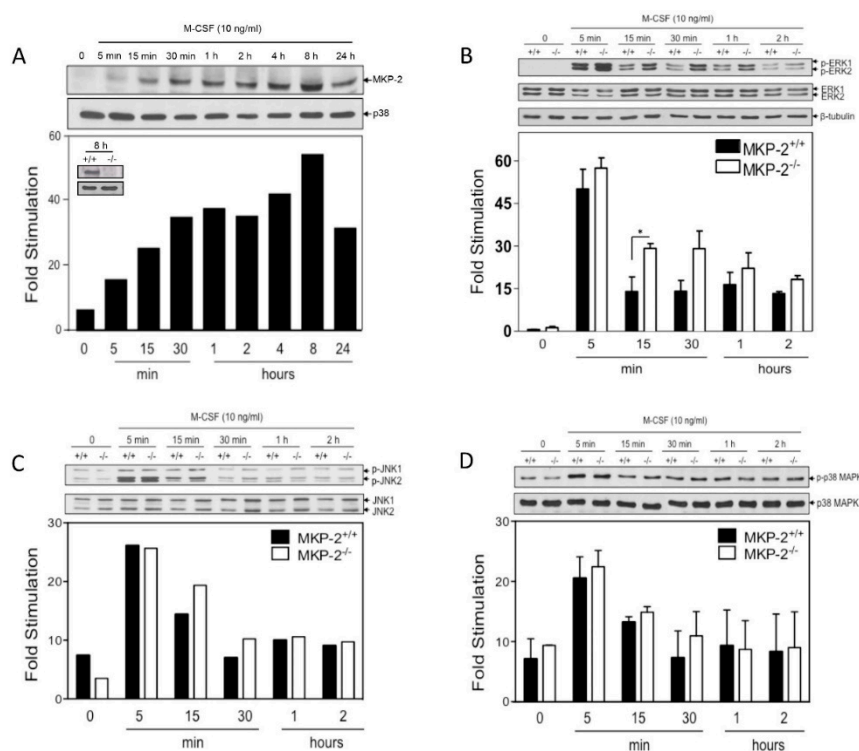 A
M-CSF (10 ng/ml)
0 5 min 15 min 30 min 1 h 2 h 4 h 8 h 24 h
MKP-2
p38
60
40
20
0
Fold Stimulation
8 h
+/+ -/-
0 5 15 30 1 2 4 8 24
min hours
B
M-CSF (10 ng/ml)
0 5 min 15 min 30 min 1 h 2 h
+/+ -/- +/+ -/- +/+ -/- +/+ -/- +/+ -/- +/+ -/-
p-ERK1
p-ERK2
ERK1
ERK2
β-tubulin
MKP-2+/+
MKP-2-/-
60
45
30
15
0
Fold Stimulation
*
0 5 15 30 1 2
min hours
C
M-CSF (10 ng/ml)
0 5 min 15 min 30 min 1 h 2 h
+/+ -/- +/+ -/- +/+ -/- +/+ -/- +/+ -/- +/+ -/-
p-JNK1
p-JNK2
JNK1
JNK2
30
20
10
0
Fold Stimulation
MKP-2+/+
MKP-2-/-
0 5 15 30 1 2
min hours
D
M-CSF (10 ng/ml)
0 5 min 15 min 30 min 1 h 2 h
+/+ -/- +/+ -/- +/+ -/- +/+ -/- +/+ -/- +/+ -/-
p-p38 MAPK
p38 MAPK
30
20
10
0
Fold Stimulation
MKP-2+/+
MKP-2-/-
0 5 15 30 1 2
min hours